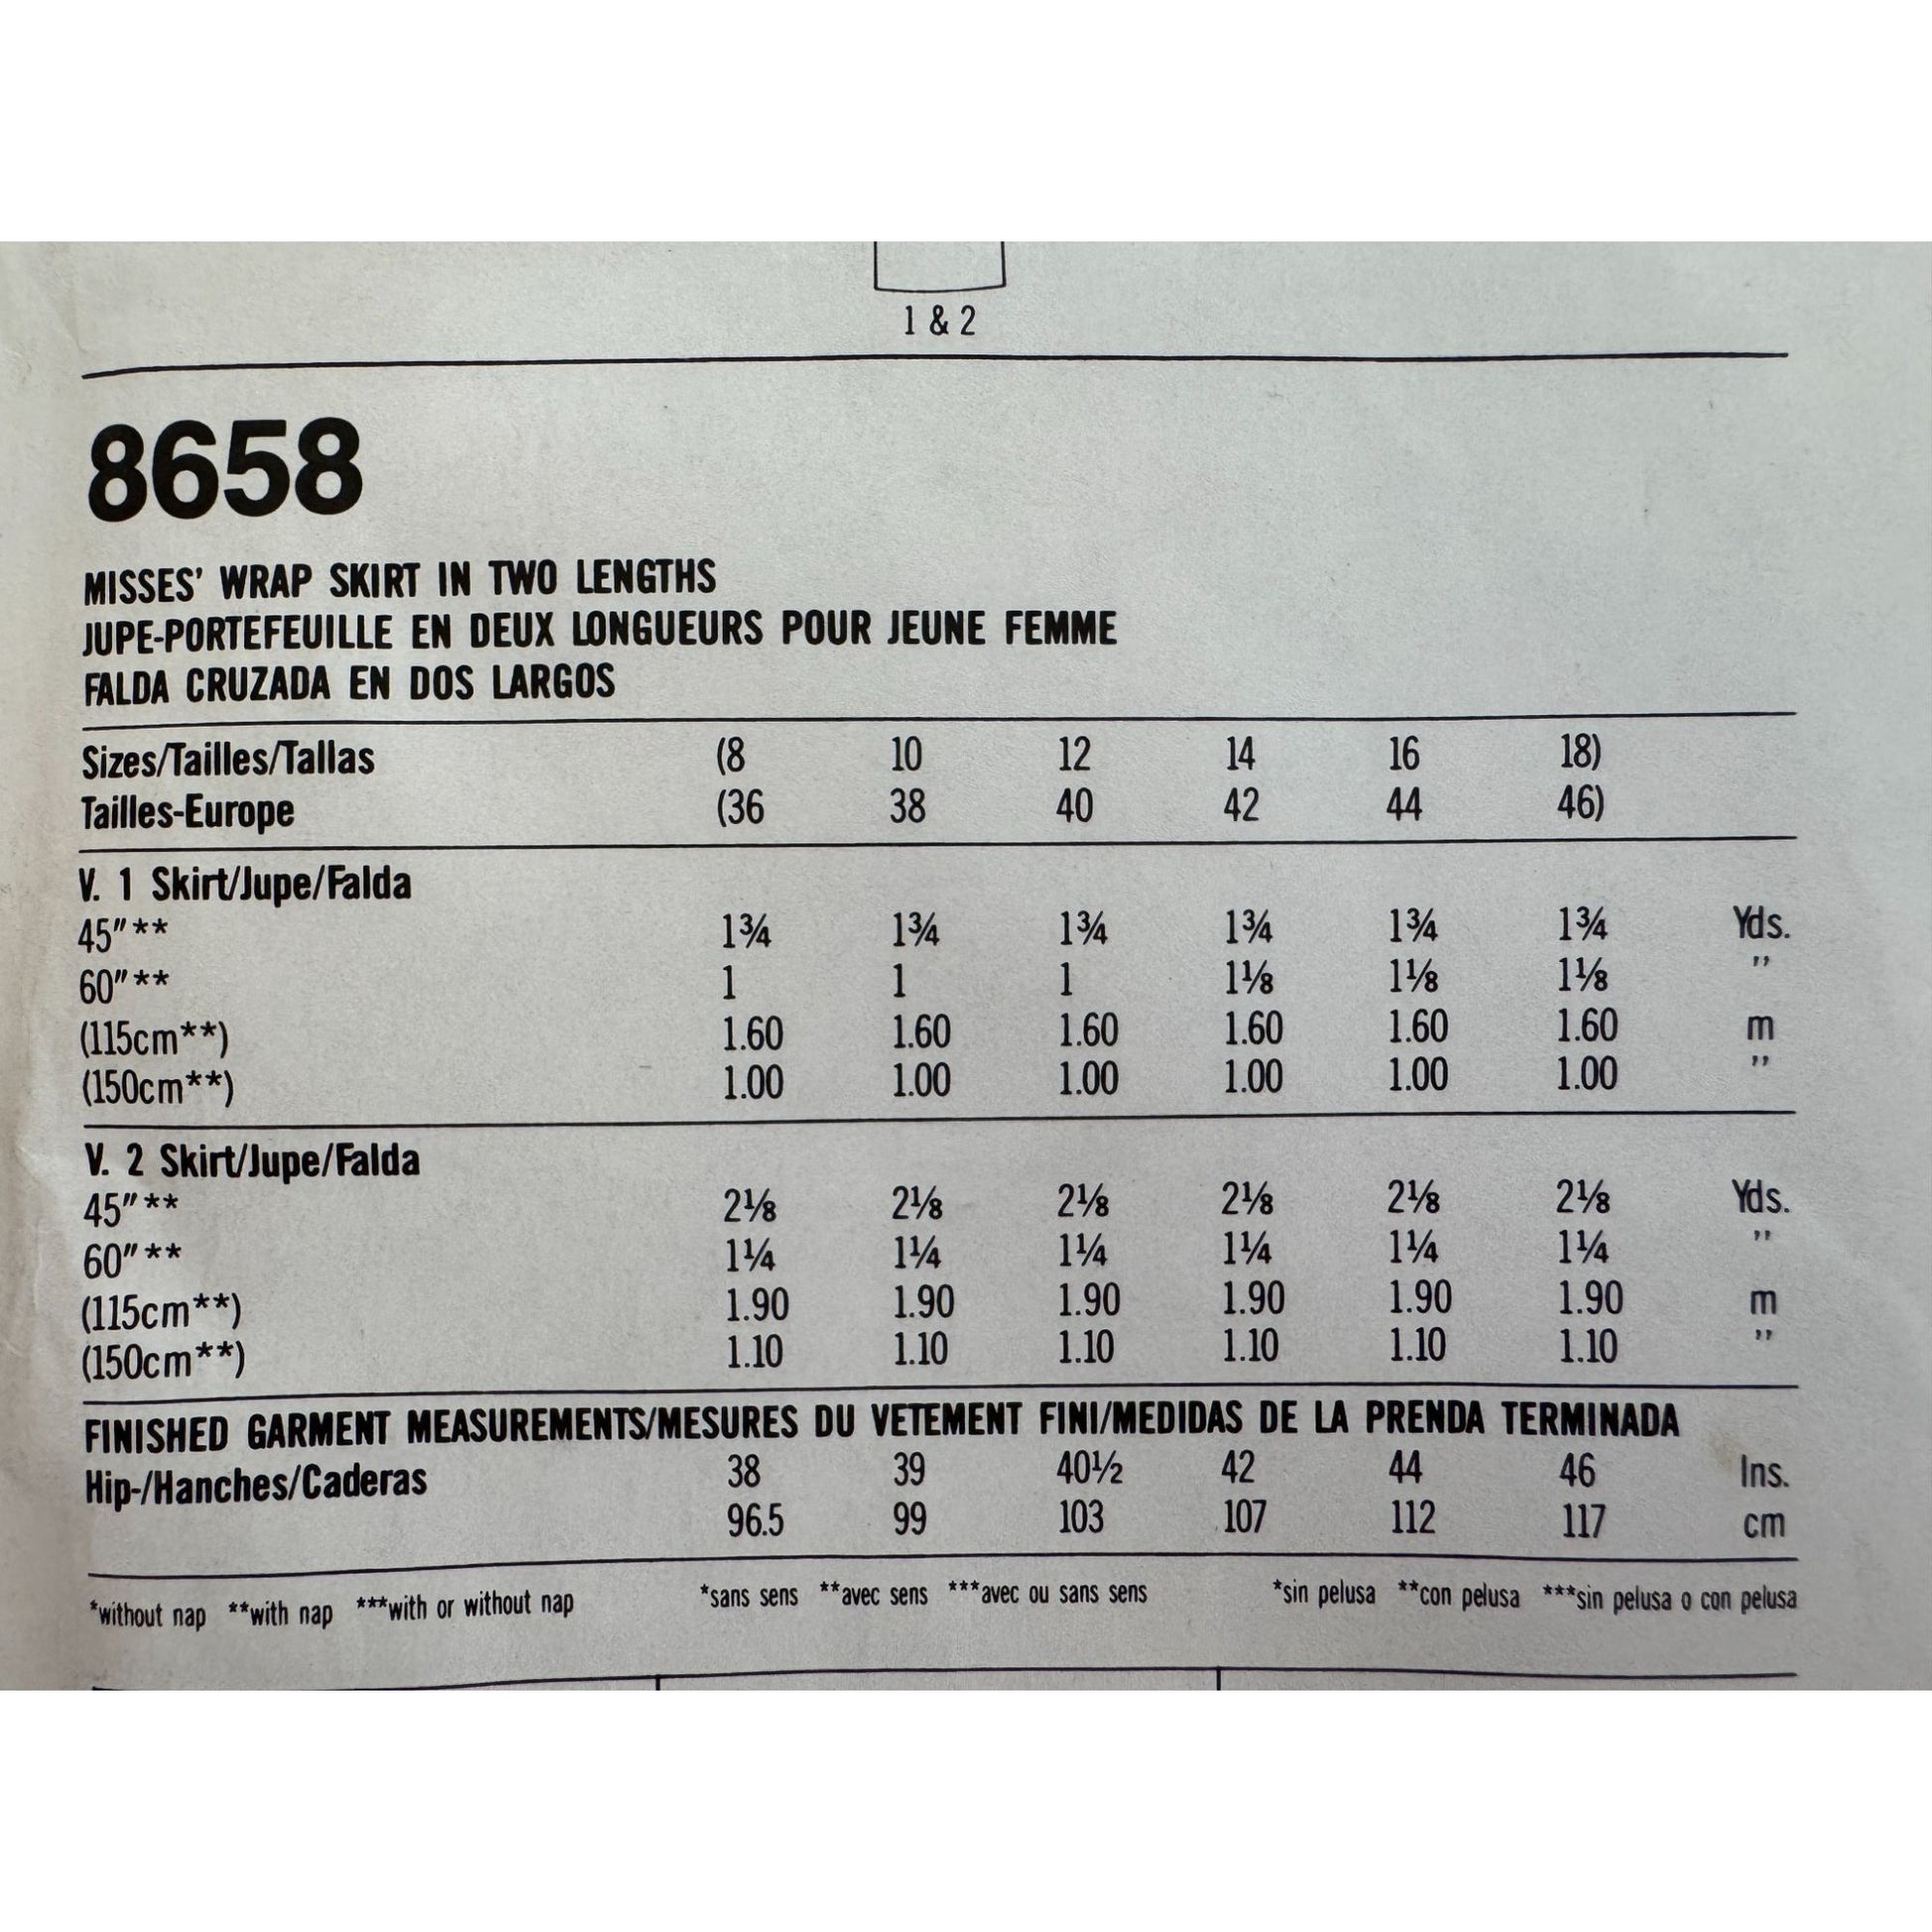 1 & 2
8658
MISSES' WRAP SKIRT IN TWO LENGTHS
JUPE-PORTEFEUILLE EN DEUX LONGUEURS POUR JEUNE FEMME
FALDA CRUZADA EN DOS LARGOS
Sizes/Tailles/Tallas (8 10 12 14 16 18)
Tailles-Europe (36 38 40 42 44 46)
V. 1 Skirt/Jupe/Falda
45"** 1¾ 1¾ 1¾ 1¾ 1¾ 1¾ Yds.
60"** 1 1 1 1⅛ 1⅛ 1⅛ "
(115cm**) 1.60 1.60 1.60 1.60 1.60 1.60 m
(150cm**) 1.00 1.00 1.00 1.00 1.00 1.00 "
V. 2 Skirt/Jupe/Falda
45"** 2⅛ 2⅛ 2⅛ 2⅛ 2⅛ 2⅛ Yds.
60"** 1¼ 1¼ 1¼ 1¼ 1¼ 1¼ "
(115cm**) 1.90 1.90 1.90 1.90 1.90 1.90 m
(150cm**) 1.10 1.10 1.10 1.10 1.10 1.10 "
FINISHED GARMENT MEASUREMENTS/MESURES DU VETEMENT FINI/MEDIDAS DE LA PRENDA TERMINADA
Hip-/Hanches/Caderas 38 39 40½ 42 44 46 Ins.
96.5 99 103 107 112 117 cm
*without nap **with nap ***with or without nap *sans sens **avec sens ***avec ou sans sens *sin pelusa **con pelusa ***sin pelusa o con pelusa